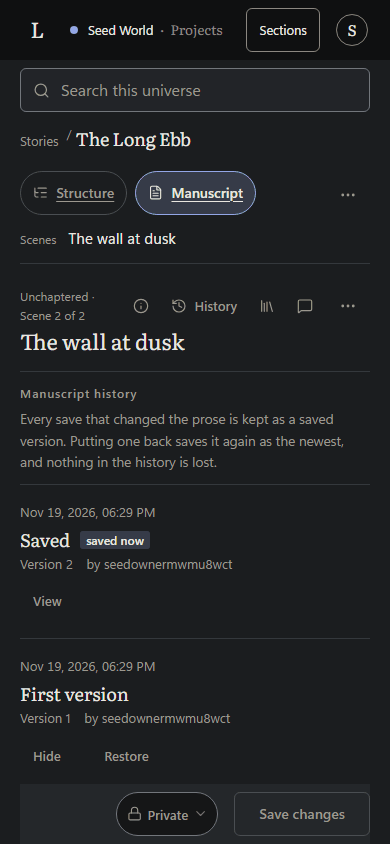 L Seed World · Projects Sections S
Search this universe
Stories / The Long Ebb
Structure Manuscript ...
Scenes The wall at dusk
Unchaptered ·
Scene 2 of 2
History ...
The wall at dusk
Manuscript history
Every save that changed the prose is kept as a saved
version. Putting one back saves it again as the newest,
and nothing in the history is lost.
Nov 19, 2026, 06:29 PM
Saved saved now
Version 2 by seedownermwmu8wct
View
Nov 19, 2026, 06:29 PM
First version
Version 1 by seedownermwmu8wct
Hide Restore
Private Save changes